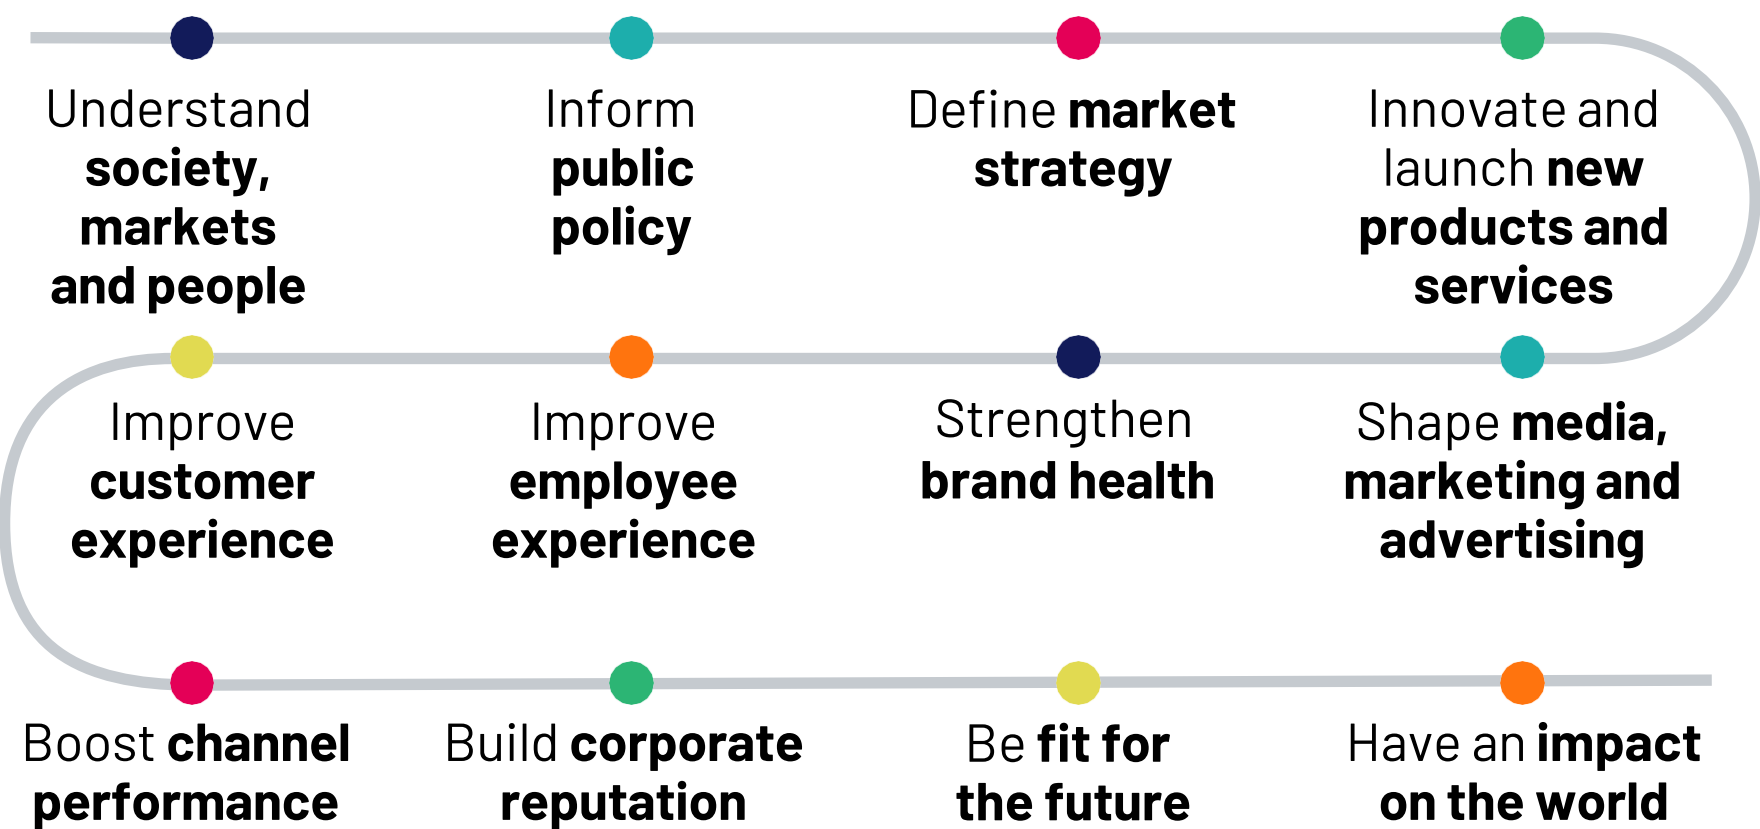 Understand
society,
markets
and people
Inform
public
policy
Define market
strategy
Innovate and
launch new
products and
services
Shape media,
marketing and
advertising
Strengthen
brand health
Improve
employee
experience
Improve
customer
experience
Boost channel
performance
Build corporate
reputation
Be fit for
the future
Have an impact
on the world